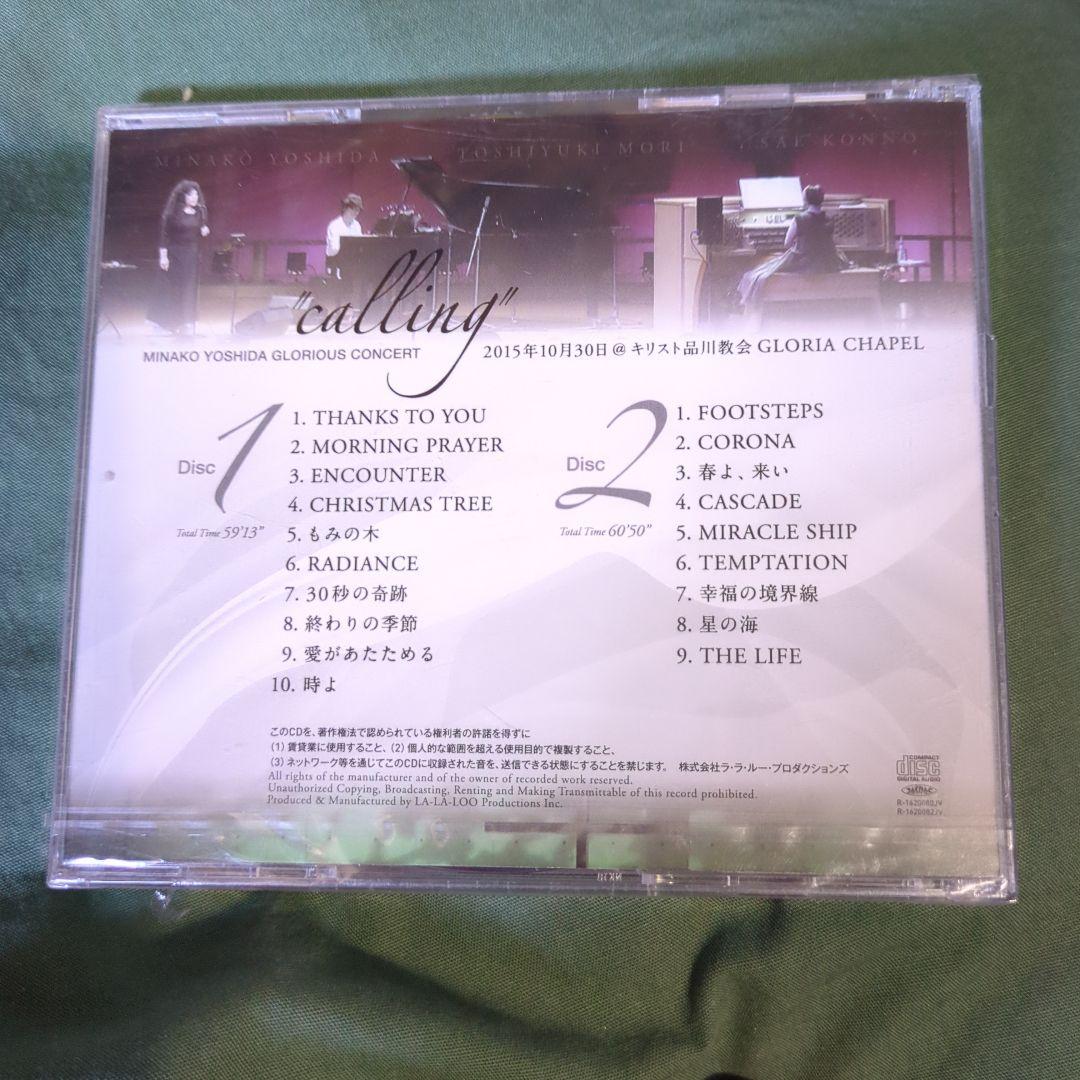 MINAKO YOSHIDA
TOSHIYUKI MORI
SAE KONNO
"calling"
MINAKO YOSHIDA GLORIOUS CONCERT
2015年10月30日@キリスト品川教会 GLORIA CHAPEL
Disc 1
Total Time 59'13"
1. THANKS TO YOU
2. MORNING PRAYER
3. ENCOUNTER
4. CHRISTMAS TREE
5. もみの木
6. RADIANCE
7. 30秒の奇跡
8. 終わりの季節
9. 愛があたためる
10. 時よ
Disc 2
Total Time 60'50"
1. FOOTSTEPS
2. CORONA
3. 春よ、来い
4. CASCADE
5. MIRACLE SHIP
6. TEMPTATION
7. 幸福の境界線
8. 星の海
9. THE LIFE
このCDを、著作権法で認められている権利者の許諾を得ずに
(1) 賃貸業に使用すること、(2) 個人的な範囲を超える使用目的で複製すること、
(3) ネットワーク等を通じてこのCDに収録された音を、送信できる状態にすることを禁じます。 株式会社ラ・ラ・ルー・プロダクションズ
All rights of the manufacturer and of the owner of recorded work reserved.
Unauthorized Copying, Broadcasting, Renting and Making Transmittable of this record prohibited.
Produced & Manufactured by LA-LA-LOO Productions Inc.
COMPACT
disc
DIGITAL AUDIO
JASRAC
R-1620080JV
R-1620082JV